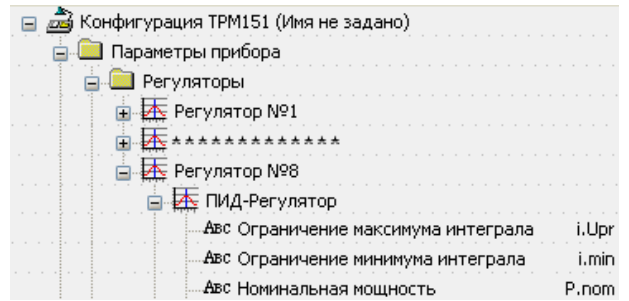 Конфигурация ТРМ151 (Имя не задано)
Параметры прибора
Регуляторы
Регулятор №1
*************
Регулятор №8
ПИД-Регулятор
Авс Ограничение максимума интеграла i.Upr
Авс Ограничение минимума интеграла i.min
Авс Номинальная мощность P.nom